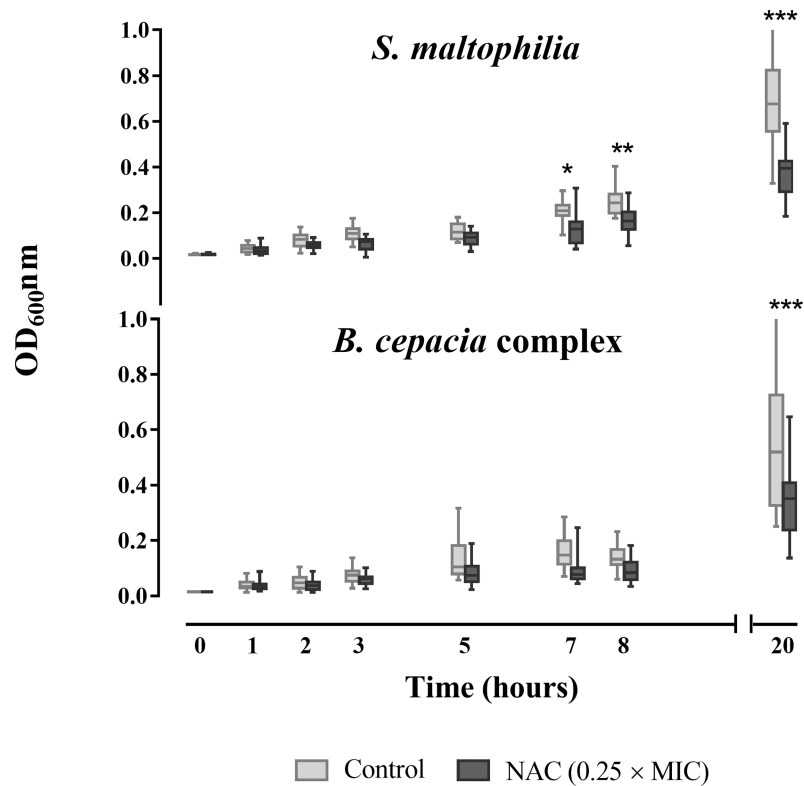 ***
1.0
S. maltophilia
0.8
0.6
**
0.4
*
0.2
0.0
OD600nm
***
1.0
B. cepacia complex
0.8
0.6
0.4
0.2
0.0
0 1 2 3 5 7 8 20
Time (hours)
Control NAC (0.25 × MIC)